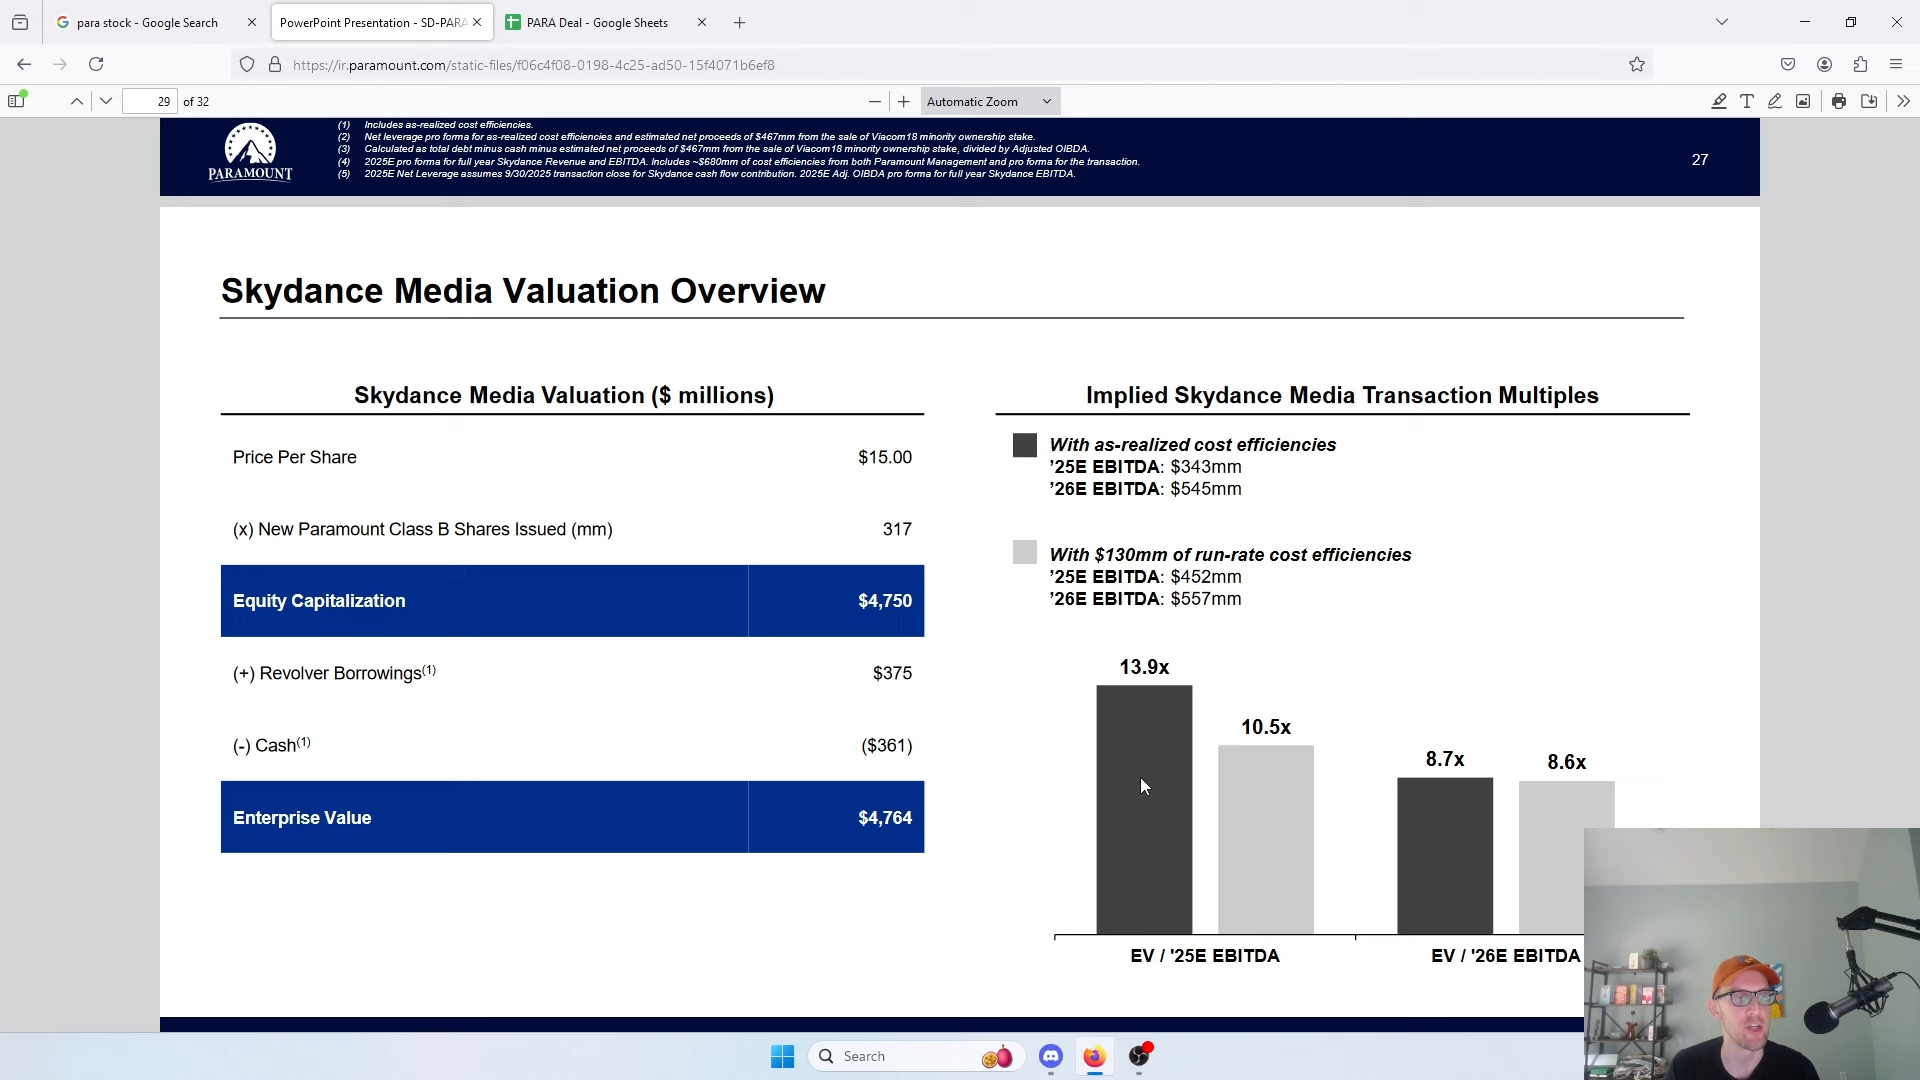 para stock - Google Search
PowerPoint Presentation - SD-PARA
PARA Deal - Google Sheets
https://ir.paramount.com/static-files/f06c4f08-0198-4c25-ad50-15f4071b6ef8
29 of 32
Automatic Zoom
PARAMOUNT
(1) Includes as-realized cost efficiencies.
(2) Net leverage pro forma for as-realized cost efficiencies and estimated net proceeds of $467mm from the sale of Viacom18 minority ownership stake.
(3) Calculated as total debt minus cash minus estimated net proceeds of $467mm from the sale of Viacom18 minority ownership stake, divided by Adjusted OIBDA.
(4) 2025E pro forma for full year Skydance Revenue and EBITDA. Includes ~$680mm of cost efficiencies from both Paramount Management and pro forma for the transaction.
(5) 2025E Net Leverage assumes 9/30/2025 transaction close for Skydance cash flow contribution. 2025E Adj. OIBDA pro forma for full year Skydance EBITDA.
27
Skydance Media Valuation Overview
Skydance Media Valuation ($ millions)
Price Per Share $15.00
(x) New Paramount Class B Shares Issued (mm) 317
Equity Capitalization $4,750
(+) Revolver Borrowings(1) $375
(-) Cash(1) ($361)
Enterprise Value $4,764
Implied Skydance Media Transaction Multiples
With as-realized cost efficiencies
’25E EBITDA: $343mm
’26E EBITDA: $545mm
With $130mm of run-rate cost efficiencies
’25E EBITDA: $452mm
’26E EBITDA: $557mm
13.9x
10.5x
8.7x
8.6x
EV / '25E EBITDA
EV / '26E EBITDA
Search